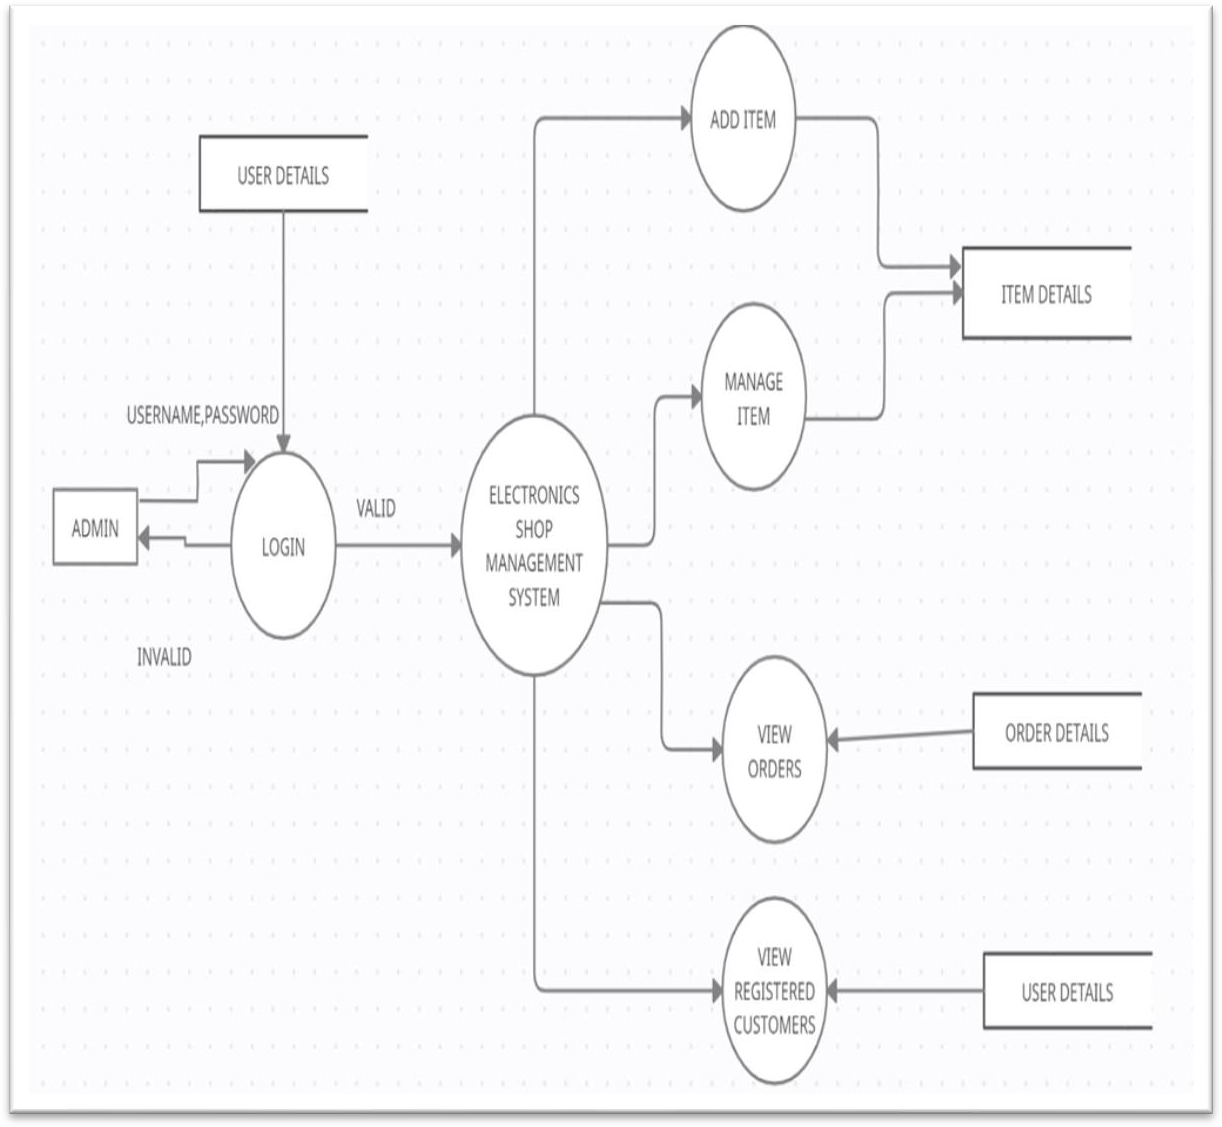 ADD ITEM
USER DETAILS
ITEM DETAILS
MANAGE
ITEM
USERNAME,PASSWORD
ADMIN
LOGIN
VALID
ELECTRONICS
SHOP
MANAGEMENT
SYSTEM
INVALID
VIEW
ORDERS
ORDER DETAILS
VIEW
REGISTERED
CUSTOMERS
USER DETAILS